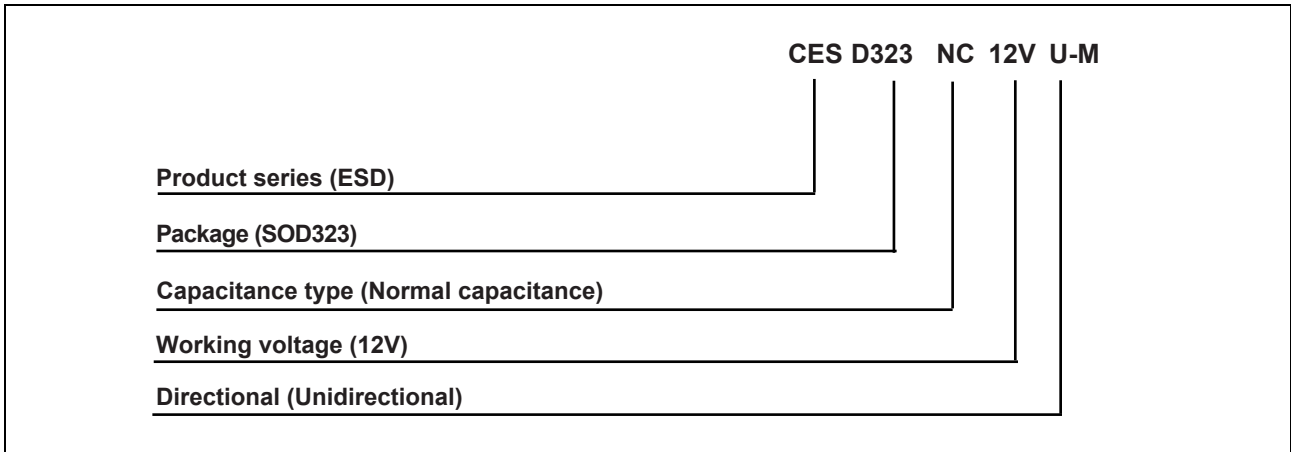 CES D323 NC 12V U-M
Product series (ESD)
Package (SOD323)
Capacitance type (Normal capacitance)
Working voltage (12V)
Directional (Unidirectional)